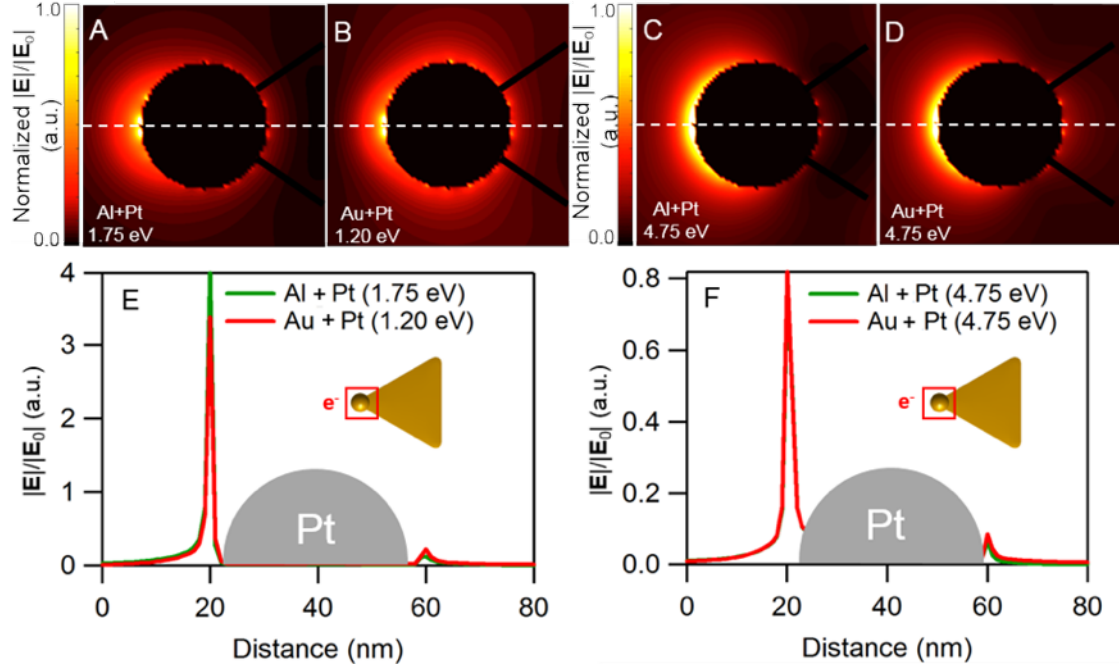 1.0
Normalized |E|/|E₀|
(a.u.)
0.0
A
Al+Pt
1.75 eV
B
Au+Pt
1.20 eV
1.0
Normalized |E|/|E₀|
(a.u.)
0.0
C
Al+Pt
4.75 eV
D
Au+Pt
4.75 eV
E
Al + Pt (1.75 eV)
Au + Pt (1.20 eV)
e⁻
Pt
|E|/|E₀| (a.u.)
4
3
2
1
0
0 20 40 60 80
Distance (nm)
F
Al + Pt (4.75 eV)
Au + Pt (4.75 eV)
e⁻
Pt
|E|/|E₀| (a.u.)
0.8
0.6
0.4
0.2
0.0
0 20 40 60 80
Distance (nm)